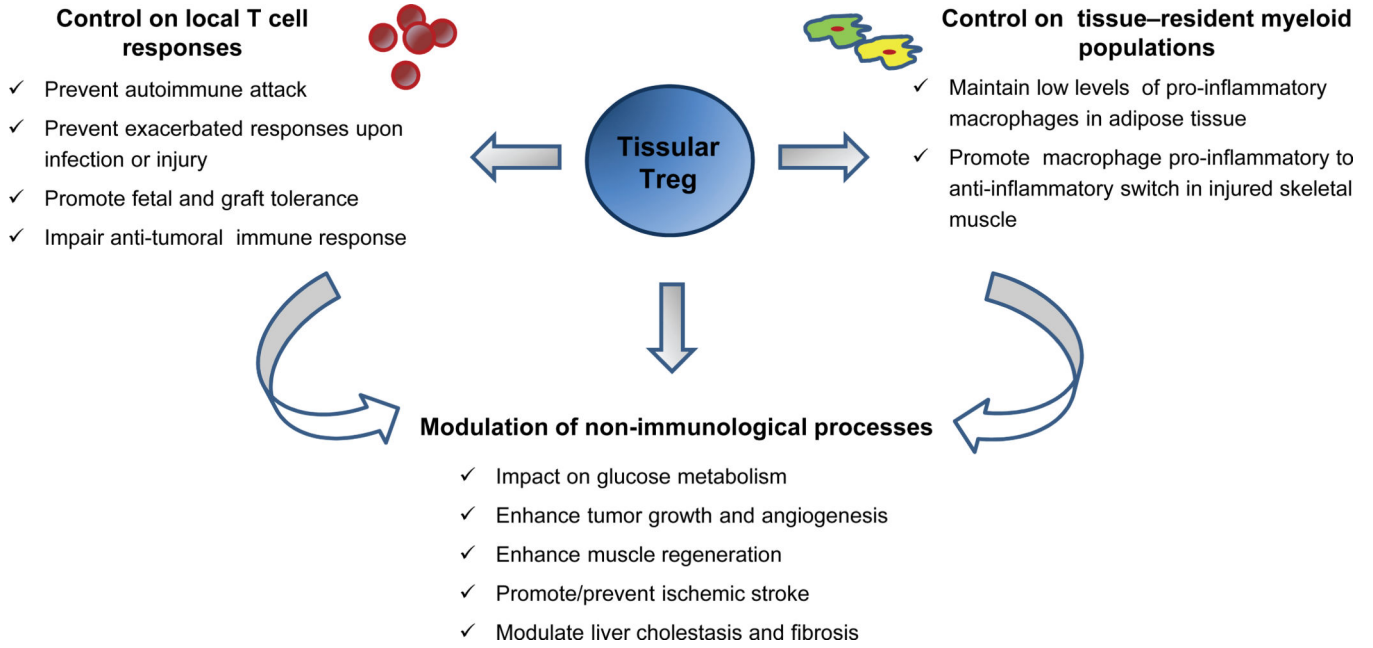 Control on local T cell
responses
✓ Prevent autoimmune attack
✓ Prevent exacerbated responses upon
infection or injury
✓ Promote fetal and graft tolerance
✓ Impair anti-tumoral immune response
Tissular
Treg
Control on tissue–resident myeloid
populations
✓ Maintain low levels of pro-inflammatory
macrophages in adipose tissue
✓ Promote macrophage pro-inflammatory to
anti-inflammatory switch in injured skeletal
muscle
Modulation of non-immunological processes
✓ Impact on glucose metabolism
✓ Enhance tumor growth and angiogenesis
✓ Enhance muscle regeneration
✓ Promote/prevent ischemic stroke
✓ Modulate liver cholestasis and fibrosis